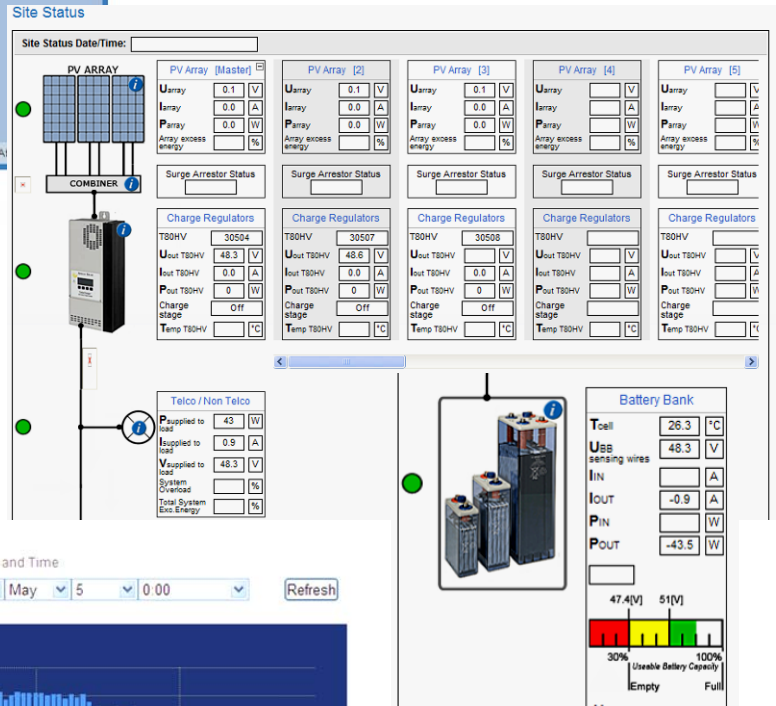 Site Status
Site Status Date/Time:
PV ARRAY
COMBINER
PV Array [Master]
Uarray 0.1 V
Iarray 0.0 A
Parray 0.0 W
Array excess energy %
Surge Arrestor Status
Charge Regulators
T80HV 30504
Uout T80HV 48.3 V
Iout T80HV 0.0 A
Pout T80HV 0 W
Charge stage Off
Temp T80HV °C
PV Array [2]
Uarray 0.1 V
Iarray 0.0 A
Parray 0.0 W
Array excess energy %
Surge Arrestor Status
Charge Regulators
T80HV 30507
Uout T80HV 48.6 V
Iout T80HV 0.0 A
Pout T80HV 0 W
Charge stage Off
Temp T80HV °C
PV Array [3]
Uarray 0.1 V
Iarray 0.0 A
Parray 0.0 W
Array excess energy %
Surge Arrestor Status
Charge Regulators
T80HV 30508
Uout T80HV V
Iout T80HV 0.0 A
Pout T80HV 0 W
Charge stage Off
Temp T80HV °C
PV Array [4]
Uarray V
Iarray A
Parray W
Array excess energy %
Surge Arrestor Status
Charge Regulators
T80HV
Uout T80HV V
Iout T80HV A
Pout T80HV W
Charge stage
Temp T80HV °C
PV Array [5]
Uarray
Iarray
Parray
Array excess energy
Surge Arrestor Status
Charge Regulators
T80HV
Uout T80HV
Iout T80HV
Pout T80HV
Charge stage
Temp T80HV
Telco / Non Telco
Psupplied to load 43 W
Isupplied to load 0.9 A
Vsupplied to load 48.3 V
System Overload %
Total System Exc.Energy %
Battery Bank
Tcell 26.3 °C
UBB sensing wires 48.3 V
IIN A
IOUT -0.9 A
PIN W
POUT -43.5 W
47.4[V] 51[V]
30% 100%
Useable Battery Capacity
Empty Full
and Time
May 5 0:00 Refresh